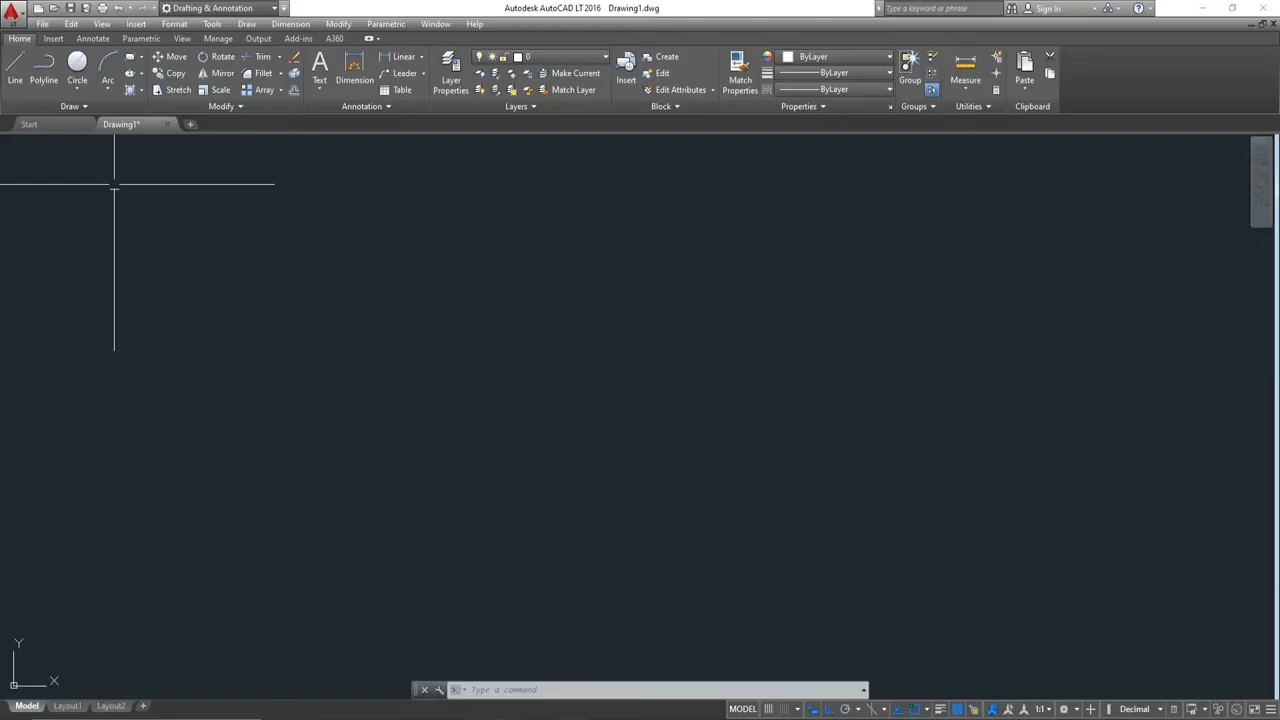 Autodesk AutoCAD LT 2016 Drawing1.dwg
Drafting & Annotation
Type a keyword or phrase
Sign In
LT
File Edit View Insert Format Tools Draw Dimension Modify Parametric Window Help
Home Insert Annotate Parametric View Manage Output Add-ins A360
Line Polyline Circle Arc
Move Rotate Trim
Copy Mirror Fillet
Stretch Scale Array
Text Dimension
Linear
Leader
Table
Layer Properties
0
Make Current
Match Layer
Insert
Create
Edit
Edit Attributes
Match Properties
ByLayer
ByLayer
ByLayer
Group
Measure
Paste
Draw Modify Annotation Layers Block Properties Groups Utilities Clipboard
Start Drawing1*
Y
X
Type a command
Model Layout1 Layout2
MODEL 1:1 Decimal